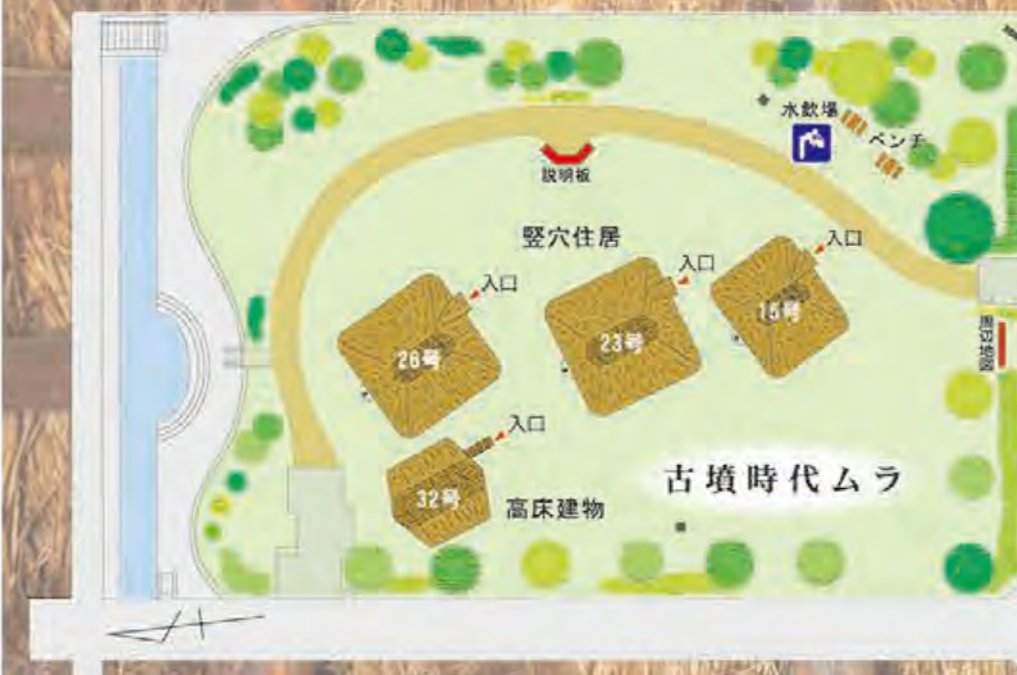 水飲場
ベンチ
説明板
竪穴住居
入口
入口
入口
26号
23号
15号
周辺地図
入口
32号
高床建物
古墳時代ムラ